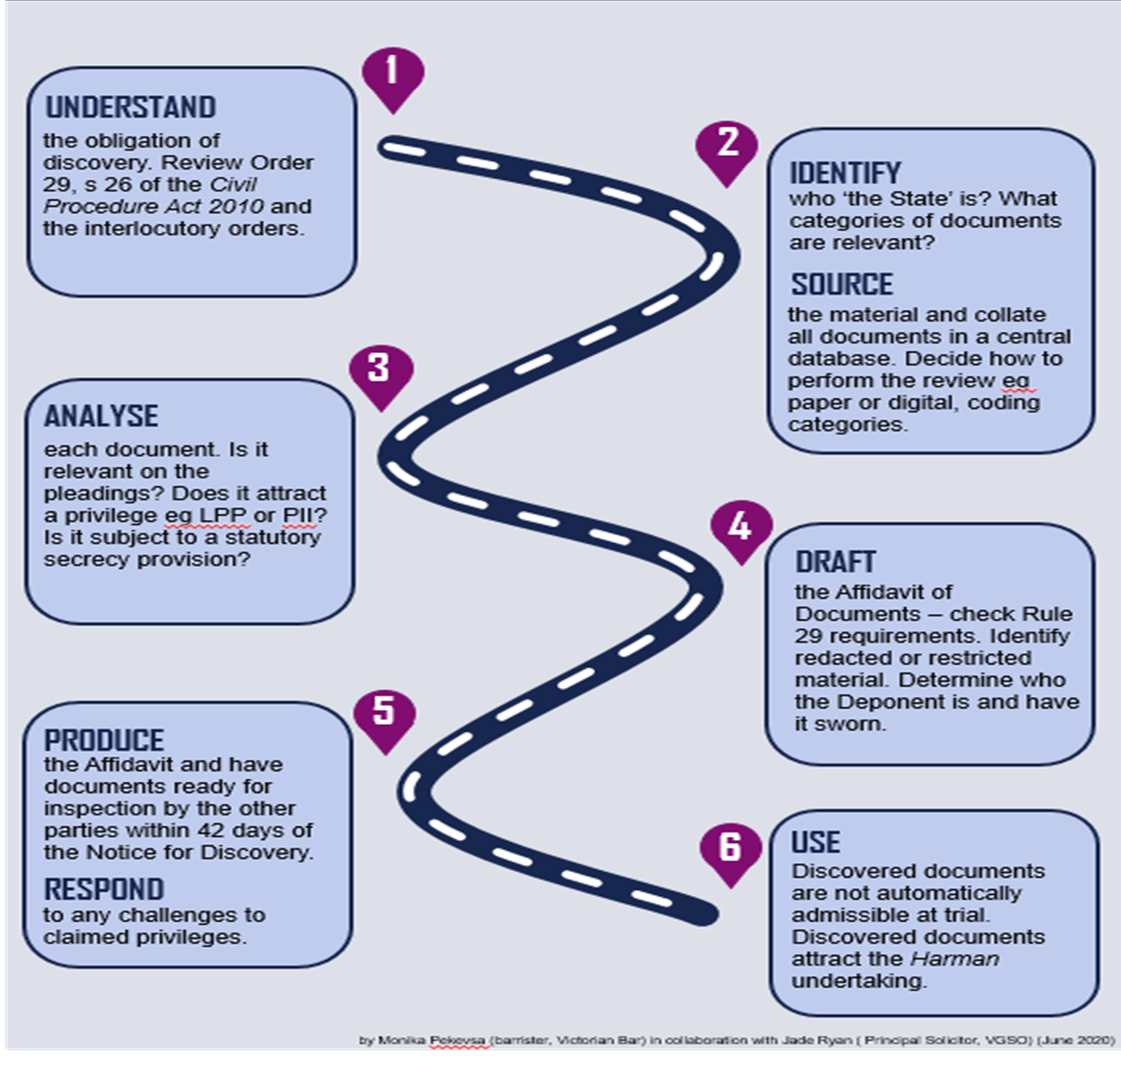 1
UNDERSTAND
the obligation of
discovery. Review Order
29, s 26 of the Civil
Procedure Act 2010 and
the interlocutory orders.
2
IDENTIFY
who ‘the State’ is? What
categories of documents
are relevant?
SOURCE
the material and collate
all documents in a central
database. Decide how to
perform the review eg
paper or digital, coding
categories.
3
ANALYSE
each document. Is it
relevant on the
pleadings? Does it attract
a privilege eg LPP or PII?
Is it subject to a statutory
secrecy provision?
4
DRAFT
the Affidavit of
Documents – check Rule
29 requirements. Identify
redacted or restricted
material. Determine who
the Deponent is and have
it sworn.
5
PRODUCE
the Affidavit and have
documents ready for
inspection by the other
parties within 42 days of
the Notice for Discovery.
RESPOND
to any challenges to
claimed privileges.
6
USE
Discovered documents
are not automatically
admissible at trial.
Discovered documents
attract the Harman
undertaking.
by Monika Pekevsa (barrister, Victorian Bar) in collaboration with Jade Ryan ( Principal Solicitor, VGSO) (June 2020)